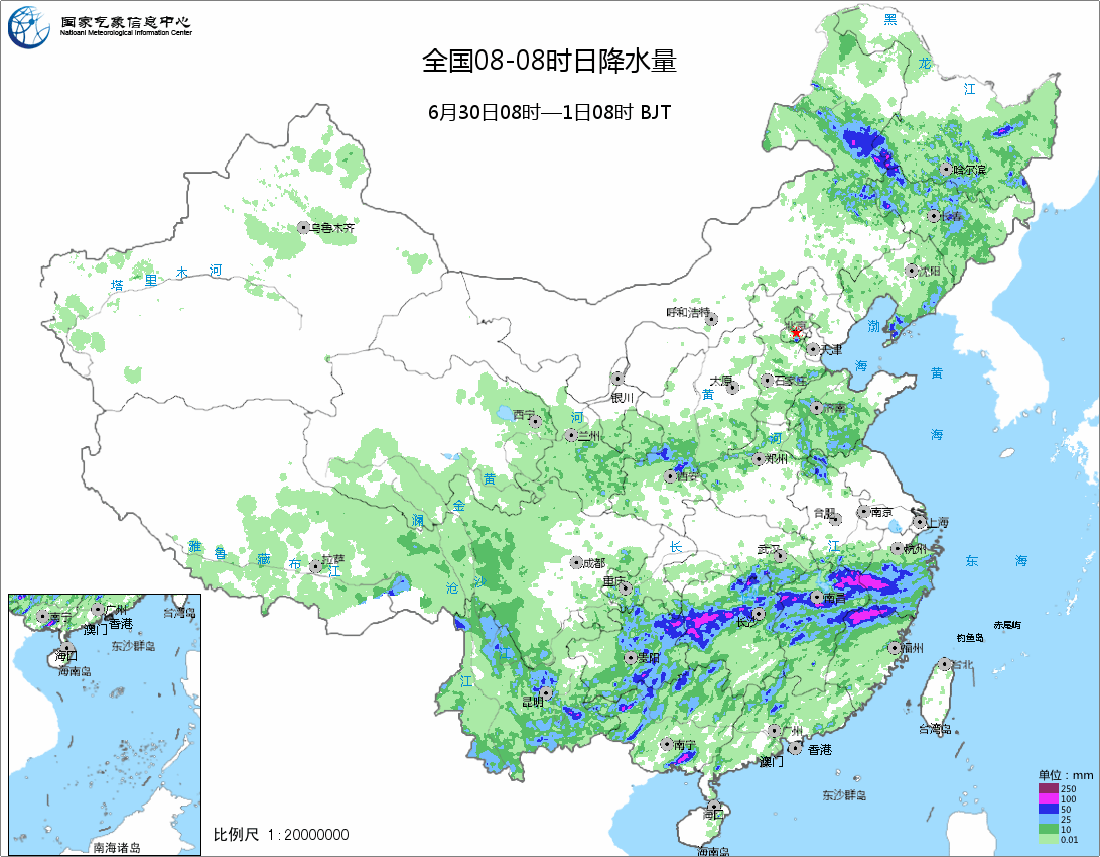 国家气象信息中心
Naitioanl Meteorological Information Center
全国08-08时日降水量
6月30日08时—1日08时 BJT
黑
龙
江
哈尔滨
长春
沈阳
乌鲁木齐
塔 里 木 河
呼和浩特
北京
天津
渤
海
黄
海
银川
太原
石家庄
黄
河
济南
西宁
河
兰州
郑州
西安
黄
金
澜
合肥
南京
上海
雅 鲁 藏 布 江
拉萨
沧
沙
成都
重庆
长
武汉
江
杭州
东 海
南昌
长沙
贵阳
福州
赤尾屿
钓鱼岛
台北
台湾岛
江
江
昆明
南宁
广州
澳门
香港
东沙群岛
海口
海南岛
南宁
广州
澳门
香港
台湾岛
东沙群岛
海口
海南岛
南海诸岛
比例尺 1:20000000
单位：mm
250
100
50
25
10
0.01